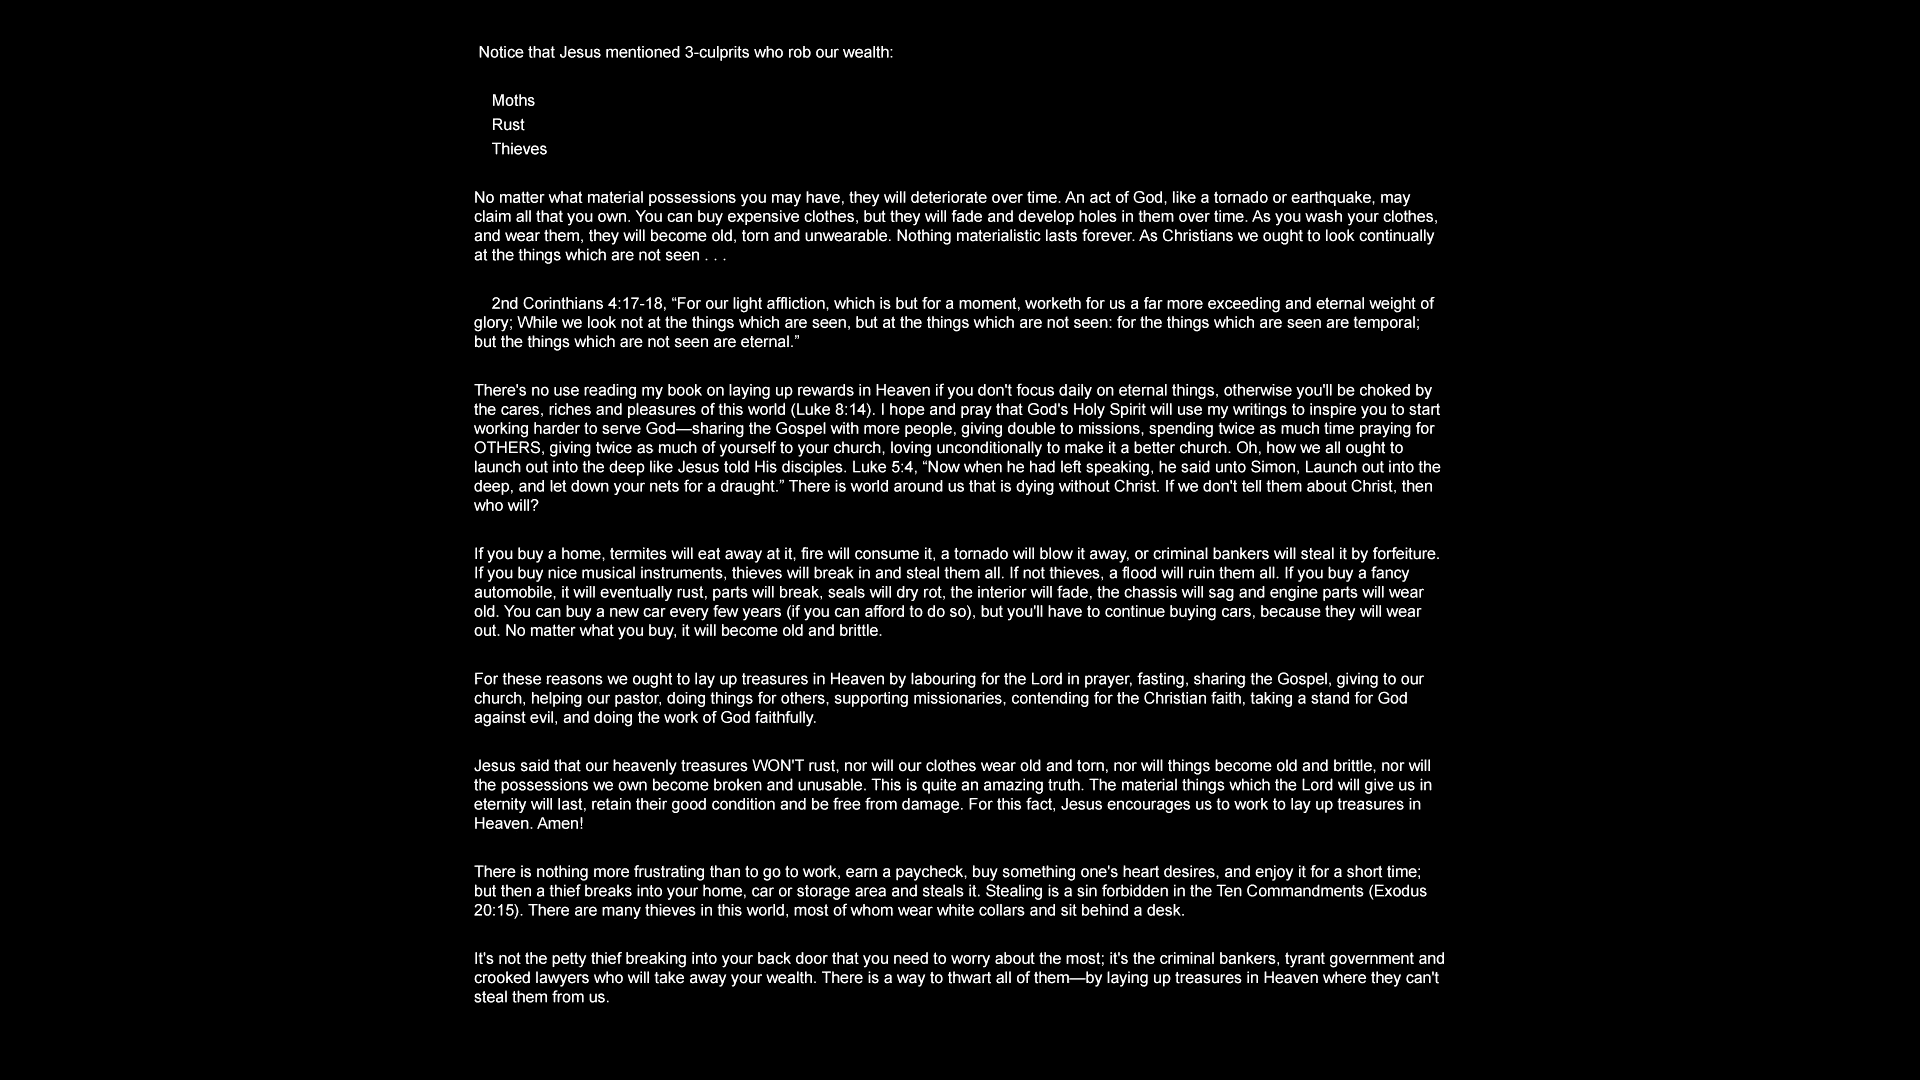 Notice that Jesus mentioned 3-culprits who rob our wealth:
Moths
Rust
Thieves
No matter what material possessions you may have, they will deteriorate over time. An act of God, like a tornado or earthquake, may
claim all that you own. You can buy expensive clothes, but they will fade and develop holes in them over time. As you wash your clothes,
and wear them, they will become old, torn and unwearable. Nothing materialistic lasts forever. As Christians we ought to look continually
at the things which are not seen . . .
2nd Corinthians 4:17-18, “For our light affliction, which is but for a moment, worketh for us a far more exceeding and eternal weight of
glory; While we look not at the things which are seen, but at the things which are not seen: for the things which are seen are temporal;
but the things which are not seen are eternal.”
There's no use reading my book on laying up rewards in Heaven if you don't focus daily on eternal things, otherwise you'll be choked by
the cares, riches and pleasures of this world (Luke 8:14). I hope and pray that God's Holy Spirit will use my writings to inspire you to start
working harder to serve God—sharing the Gospel with more people, giving double to missions, spending twice as much time praying for
OTHERS, giving twice as much of yourself to your church, loving unconditionally to make it a better church. Oh, how we all ought to
launch out into the deep like Jesus told His disciples. Luke 5:4, “Now when he had left speaking, he said unto Simon, Launch out into the
deep, and let down your nets for a draught.” There is world around us that is dying without Christ. If we don't tell them about Christ, then
who will?
If you buy a home, termites will eat away at it, fire will consume it, a tornado will blow it away, or criminal bankers will steal it by forfeiture.
If you buy nice musical instruments, thieves will break in and steal them all. If not thieves, a flood will ruin them all. If you buy a fancy
automobile, it will eventually rust, parts will break, seals will dry rot, the interior will fade, the chassis will sag and engine parts will wear
old. You can buy a new car every few years (if you can afford to do so), but you'll have to continue buying cars, because they will wear
out. No matter what you buy, it will become old and brittle.
For these reasons we ought to lay up treasures in Heaven by labouring for the Lord in prayer, fasting, sharing the Gospel, giving to our
church, helping our pastor, doing things for others, supporting missionaries, contending for the Christian faith, taking a stand for God
against evil, and doing the work of God faithfully.
Jesus said that our heavenly treasures WON'T rust, nor will our clothes wear old and torn, nor will things become old and brittle, nor will
the possessions we own become broken and unusable. This is quite an amazing truth. The material things which the Lord will give us in
eternity will last, retain their good condition and be free from damage. For this fact, Jesus encourages us to work to lay up treasures in
Heaven. Amen!
There is nothing more frustrating than to go to work, earn a paycheck, buy something one's heart desires, and enjoy it for a short time;
but then a thief breaks into your home, car or storage area and steals it. Stealing is a sin forbidden in the Ten Commandments (Exodus
20:15). There are many thieves in this world, most of whom wear white collars and sit behind a desk.
It's not the petty thief breaking into your back door that you need to worry about the most; it's the criminal bankers, tyrant government and
crooked lawyers who will take away your wealth. There is a way to thwart all of them—by laying up treasures in Heaven where they can't
steal them from us.